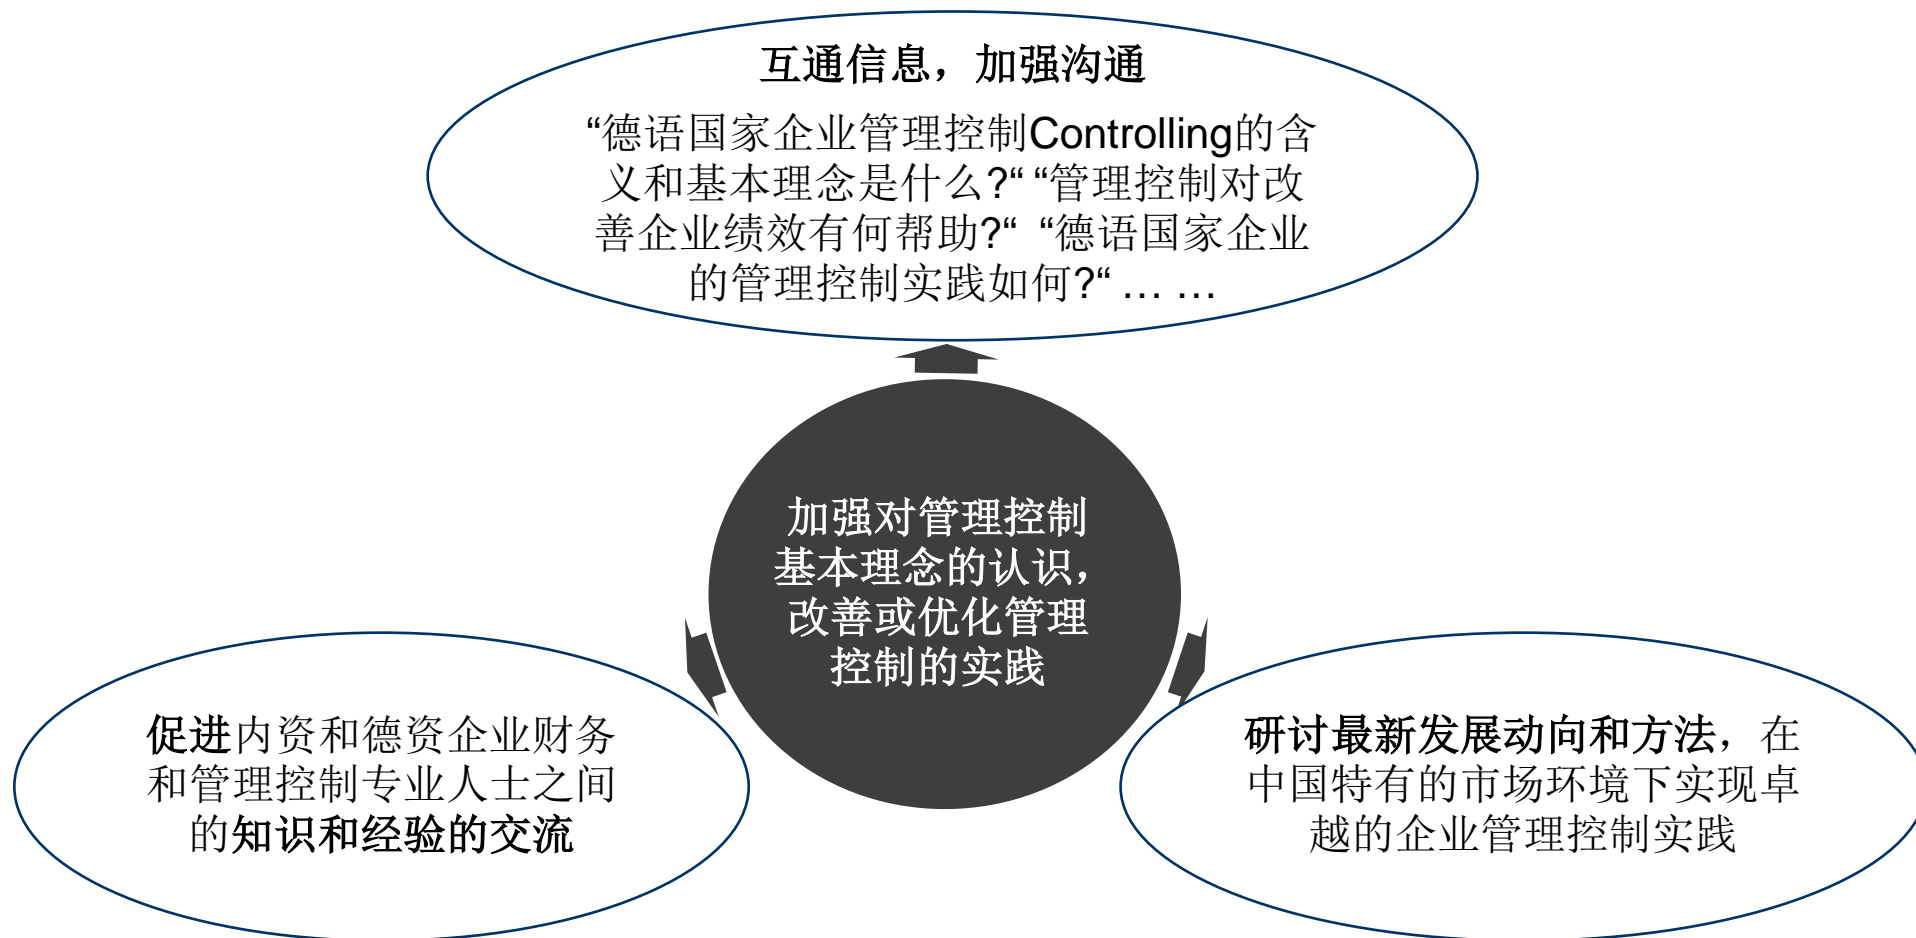 互通信息，加强沟通
“德语国家企业管理控制Controlling的含
义和基本理念是什么?“ “管理控制对改
善企业绩效有何帮助?“ “德语国家企业
的管理控制实践如何?“ … …
加强对管理控制
基本理念的认识，
改善或优化管理
控制的实践
促进内资和德资企业财务
和管理控制专业人士之间
的知识和经验的交流
研讨最新发展动向和方法，在
中国特有的市场环境下实现卓
越的企业管理控制实践